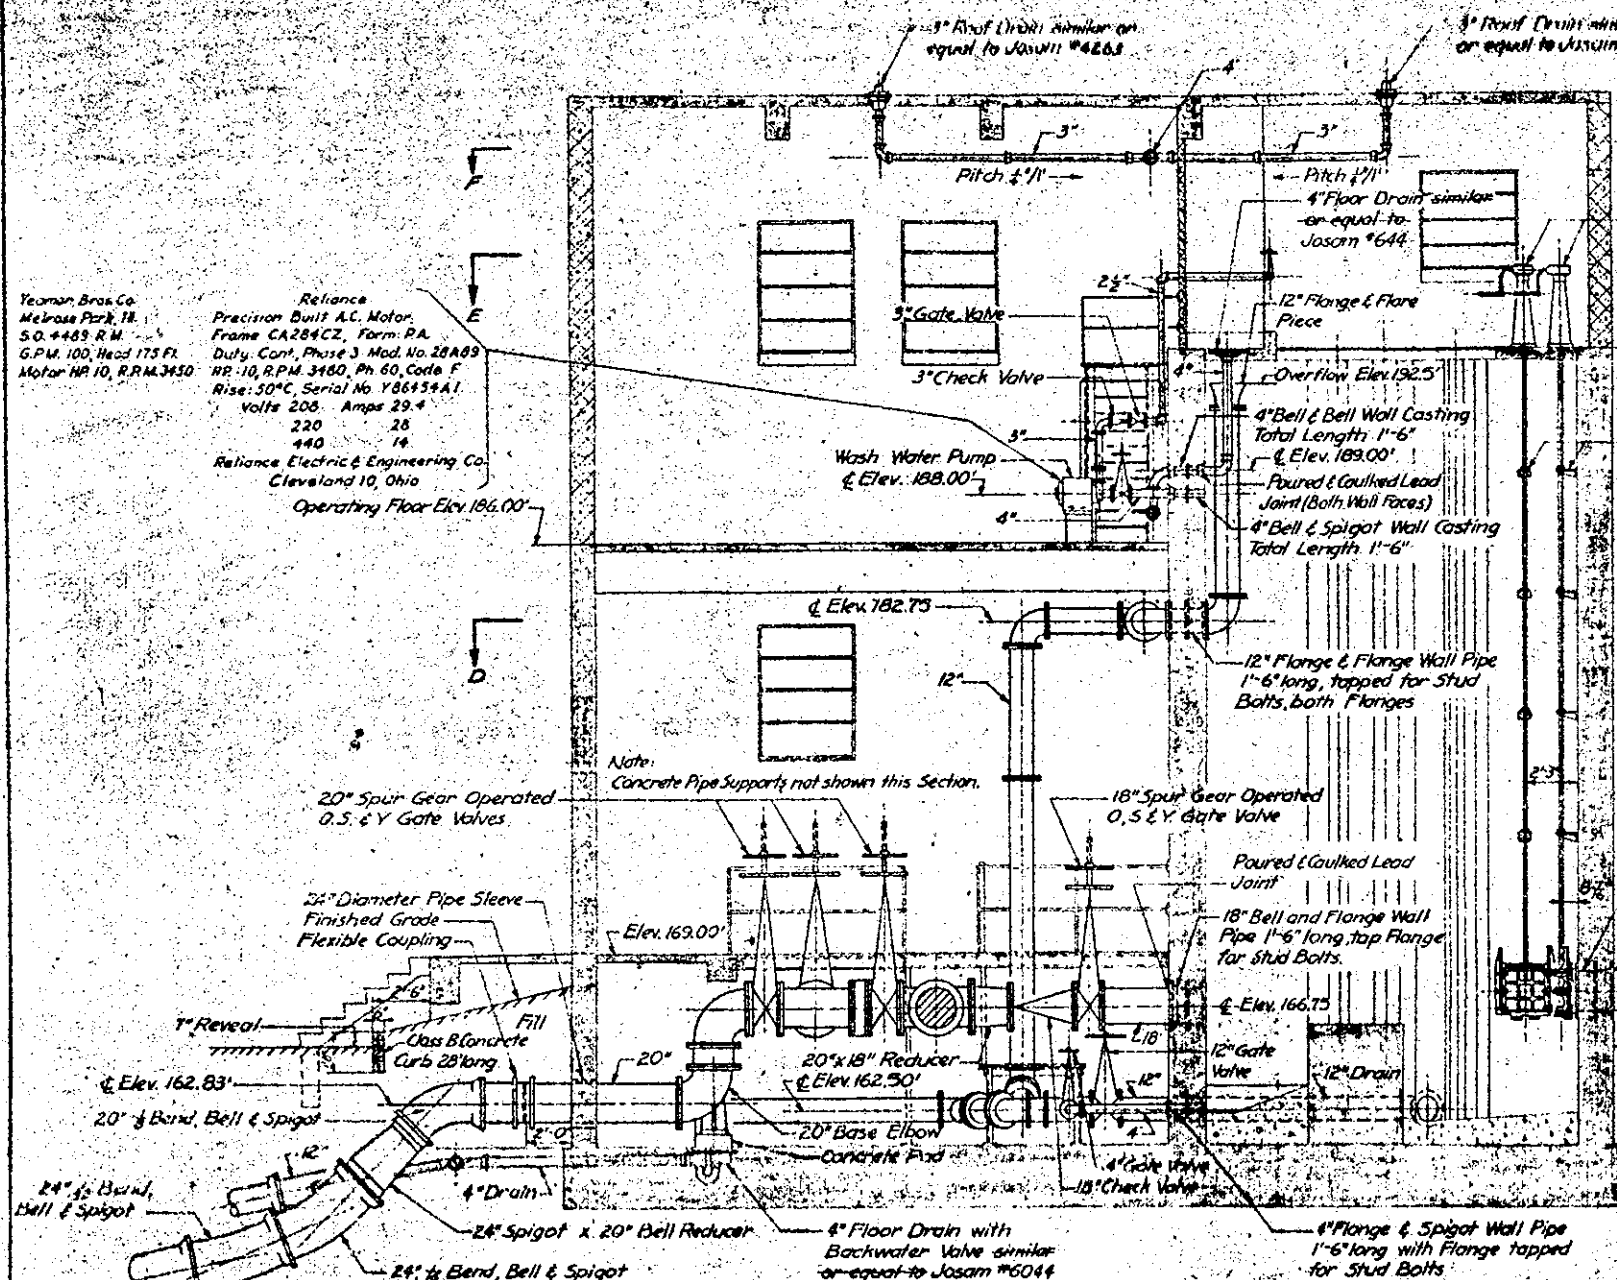 3" Roof Drain similar or
equal to Josam #4263
3" Roof Drain
or equal to Josam
4"
3"
3"
Pitch ¼"/1'
Pitch ¼"/1'
4" Floor Drain similar
or equal to
Josam #644
F
E
D
Yeoman Bros. Co.
Melrose Park, Ill.
S.O. 4489 R.M.
G.P.M. 100, Head 175 Ft.
Motor HP. 10, R.P.M. 3450
Reliance
Precision Built A.C. Motor
Frame CA284CZ, Form: P.A.
Duty. Cont., Phase 3 Mod. No. 28A89
HP. 10, R.P.M. 3480, Ph. 60, Code F
Rise: 50°C, Serial No. Y86454A1
Volts 208 Amps 29.4
220 28
440 14
Reliance Electric & Engineering Co.
Cleveland 10, Ohio
Operating Floor Elev. 186.00'
2½"
3" Gate Valve
3" Check Valve
3"
Wash Water Pump
℄ Elev. 188.00'
4"
4"
12" Flange & Flare
Piece
Overflow Elev. 192.5'
4" Bell & Bell Wall Casting
Total Length 1'-6"
℄ Elev. 189.00'
Poured & Caulked Lead
Joint (Both Wall Faces)
4" Bell & Spigot Wall Casting
Total Length 1'-6"
℄ Elev. 182.75
12" Flange & Flange Wall Pipe
1'-6" long, tapped for Stud
Bolts, both Flanges
12"
2'-3"
Note:
Concrete Pipe Supports not shown this Section.
20" Spur Gear Operated
O.S. & Y Gate Valves
18" Spur Gear Operated
O.S & Y. Gate Valve
Poured & Caulked Lead
Joint
24" Diameter Pipe Sleeve
Finished Grade
Flexible Coupling
Elev. 169.00'
18" Bell and Flange Wall
Pipe 1'-6" long, tap Flange
for Stud Bolts.
2'-6"
℄ Elev. 166.75
1" Reveal
Fill
Class B Concrete
Curb 28' long
18"
20"
20" x 18" Reducer
12" Gate
Valve
12" Drain
℄ Elev. 162.83'
℄ Elev. 162.50'
12"
4"
20" ⅛ Bend, Bell & Spigot
2'-0"
20" Base Elbow
Concrete Pad
12"
4" Drain
4" Gate Valve
18" Check Valve
Bend,
Bell & Spigot
24" Spigot x 20" Bell Reducer
4" Floor Drain with
Backwater Valve similar
or equal to Josam #6044
4" Flange & Spigot Wall Pipe
1'-6" long with Flange tapped
for Stud Bolts
Bend, Bell & Spigot